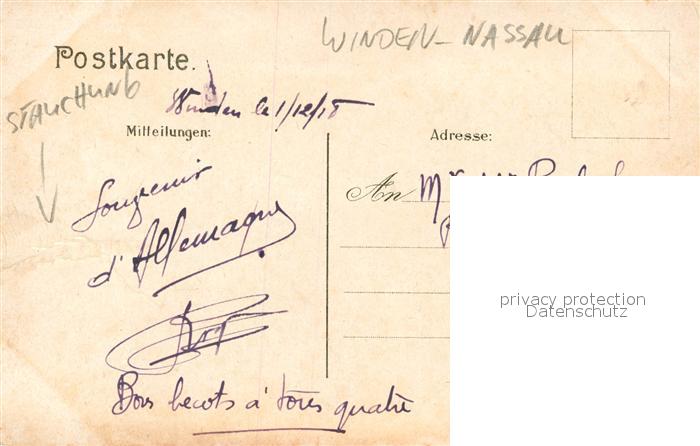 WINDEN - NASSAU
Postkarte.
STAUCHUNG
Winden le 1/12/18
Mitteilungen:
Adresse:
An M
Souvenir
d'Allemagne
privacy protection
Datenschutz
Bons becots à tous quatre